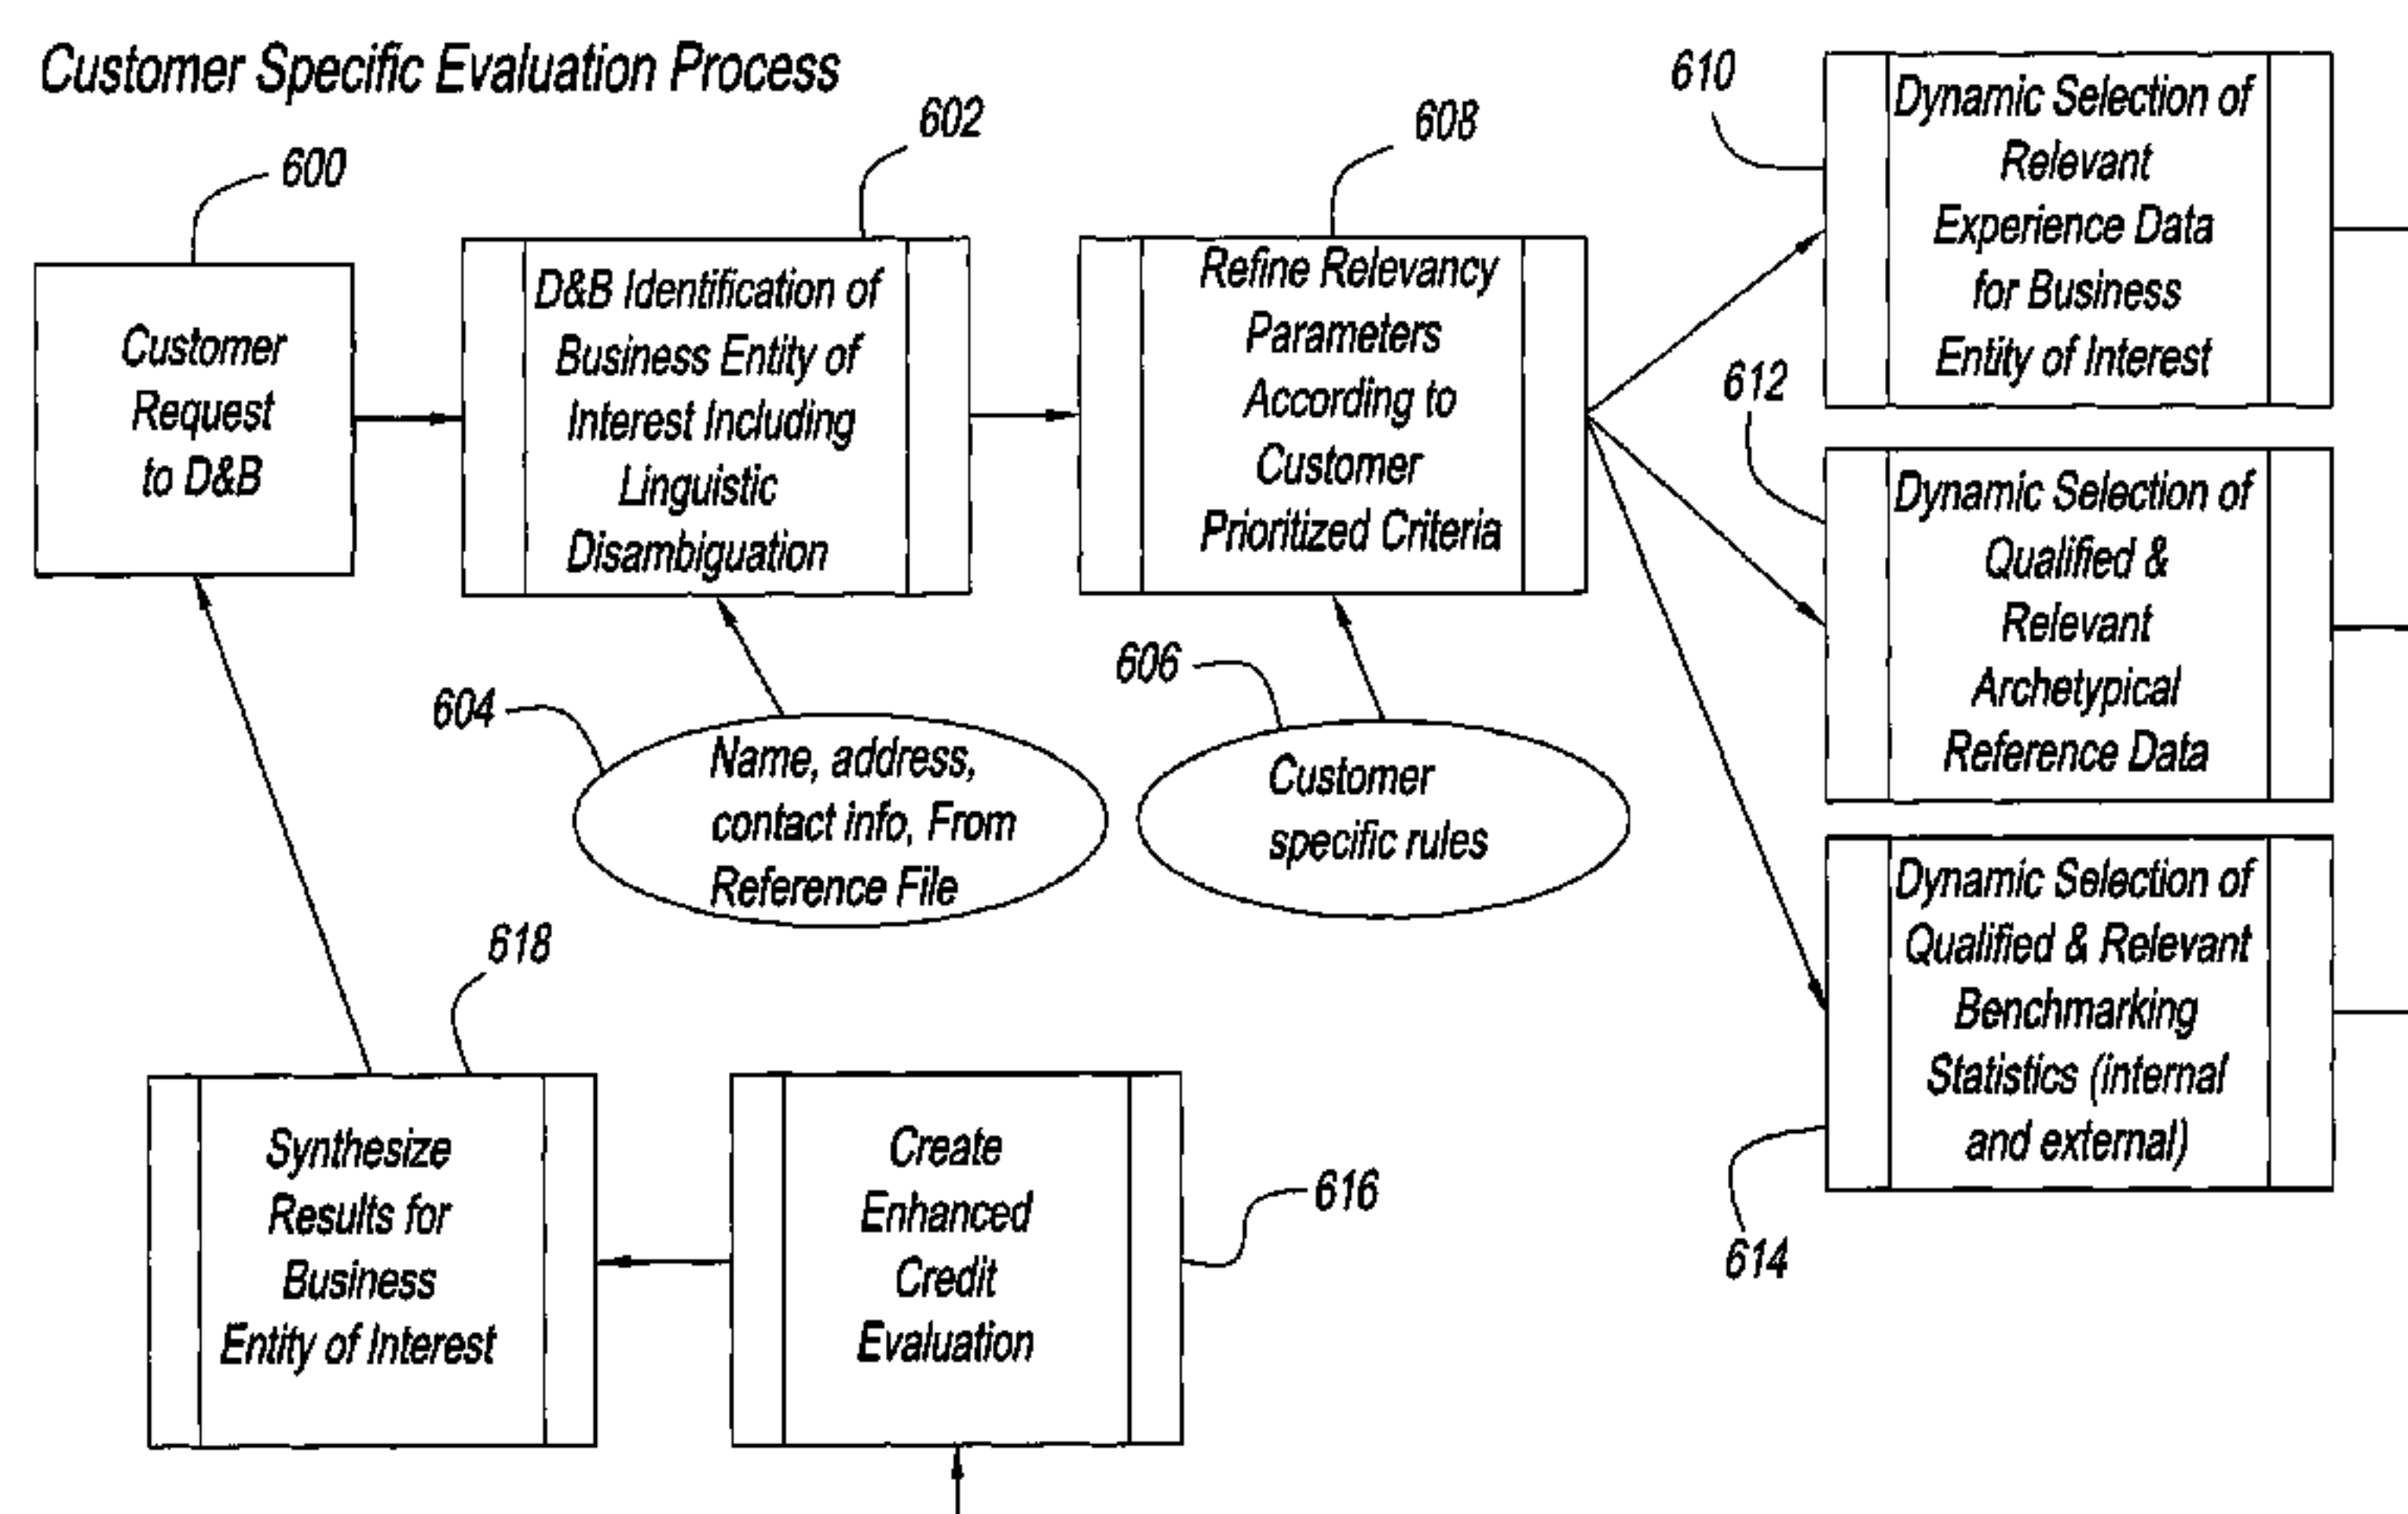 Customer Specific Evaluation Process
600
Customer
Request
to D&B
602
D&B Identification of
Business Entity of
Interest Including
Linguistic
Disambiguation
604
Name, address,
contact info, From
Reference File
608
Refine Relevancy
Parameters
According to
Customer
Prioritized Criteria
606
Customer
specific rules
610
Dynamic Selection of
Relevant
Experience Data
for Business
Entity of Interest
612
Dynamic Selection of
Qualified &
Relevant
Archetypical
Reference Data
614
Dynamic Selection of
Qualified & Relevant
Benchmarking
Statistics (internal
and external)
616
Create
Enhanced
Credit
Evaluation
618
Synthesize
Results for
Business
Entity of Interest